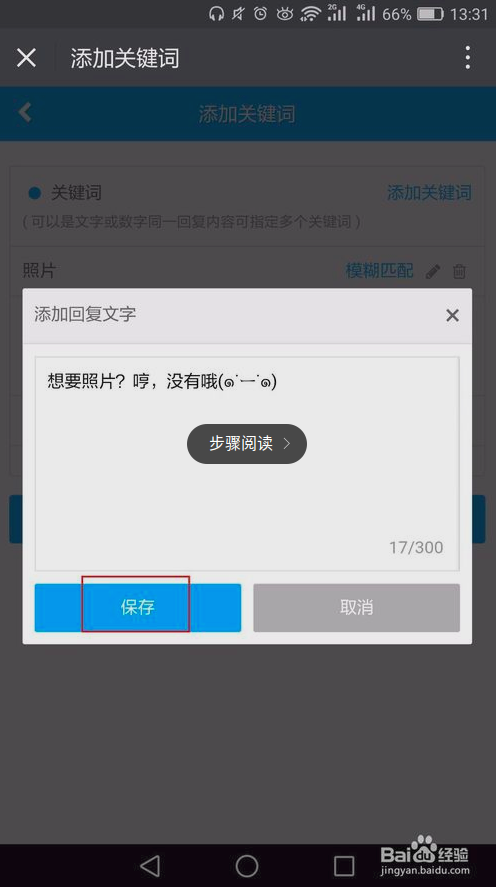 2G 4G 66% 13:31
添加关键词
添加关键词
关键词 添加关键词
(可以是文字或数字同一回复内容可指定多个关键词)
照片 模糊匹配
添加回复文字
想要照片？哼，没有哦(๑˙ー˙๑)
步骤阅读
17/300
保存 取消
Baidu 经验
jingyan.baidu.com